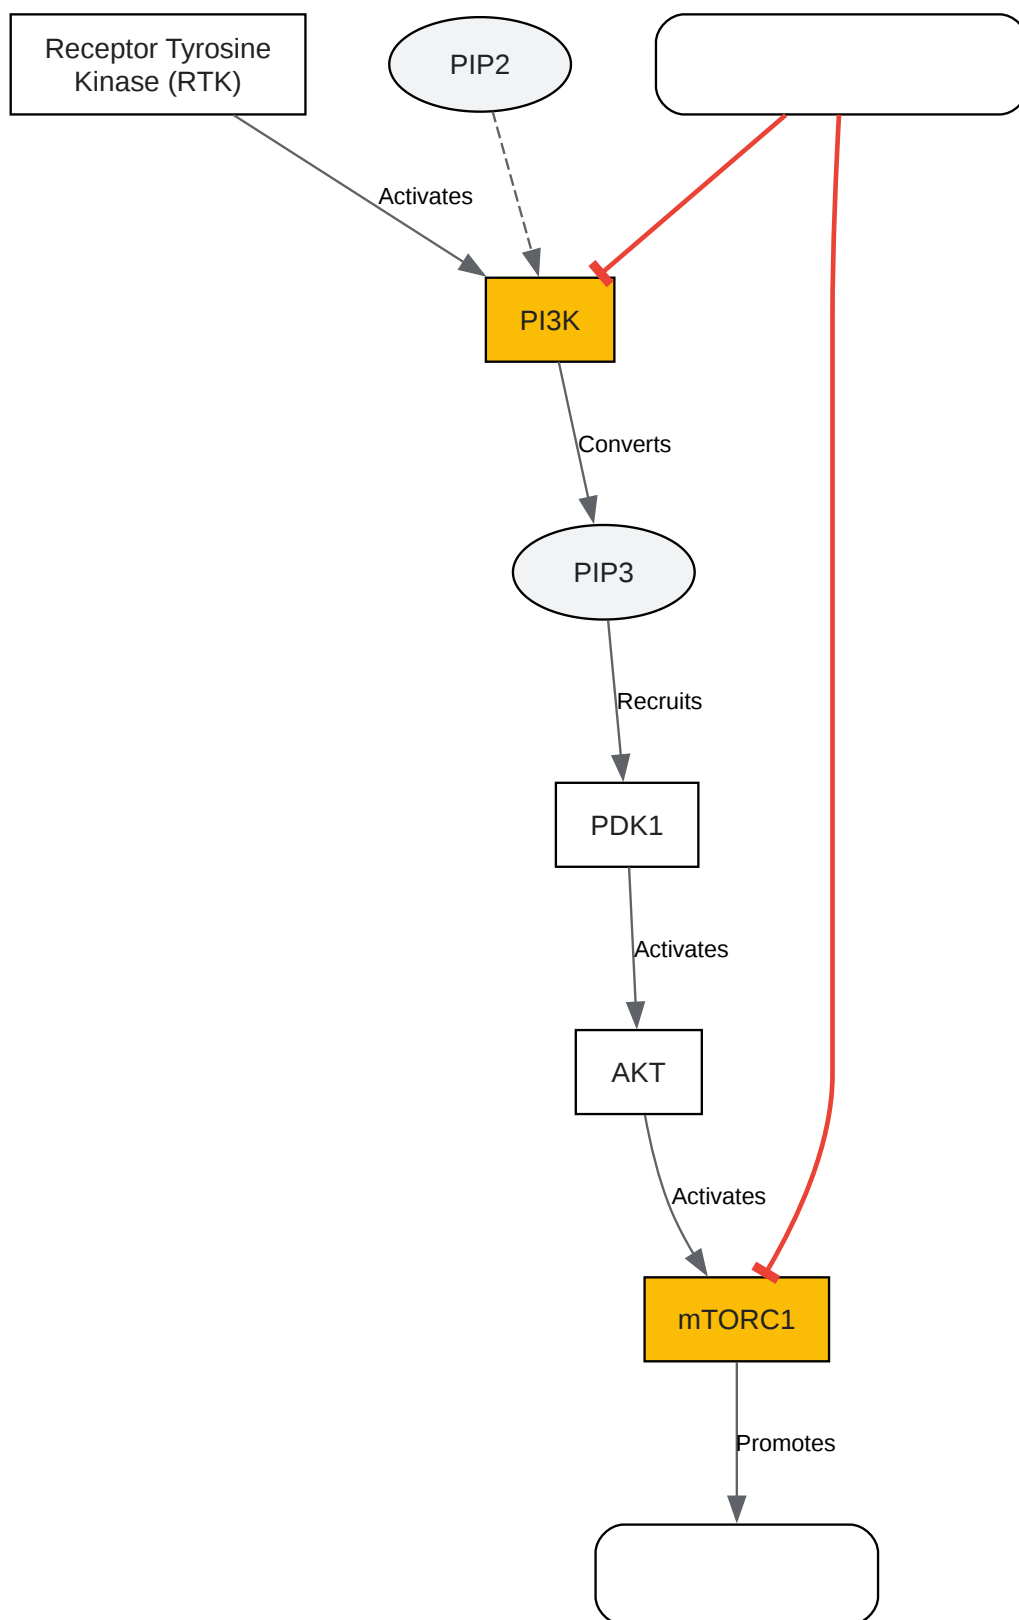 Receptor Tyrosine
Kinase (RTK)
PIP2
Activates
PI3K
Converts
PIP3
Recruits
PDK1
Activates
AKT
Activates
mTORC1
Promotes